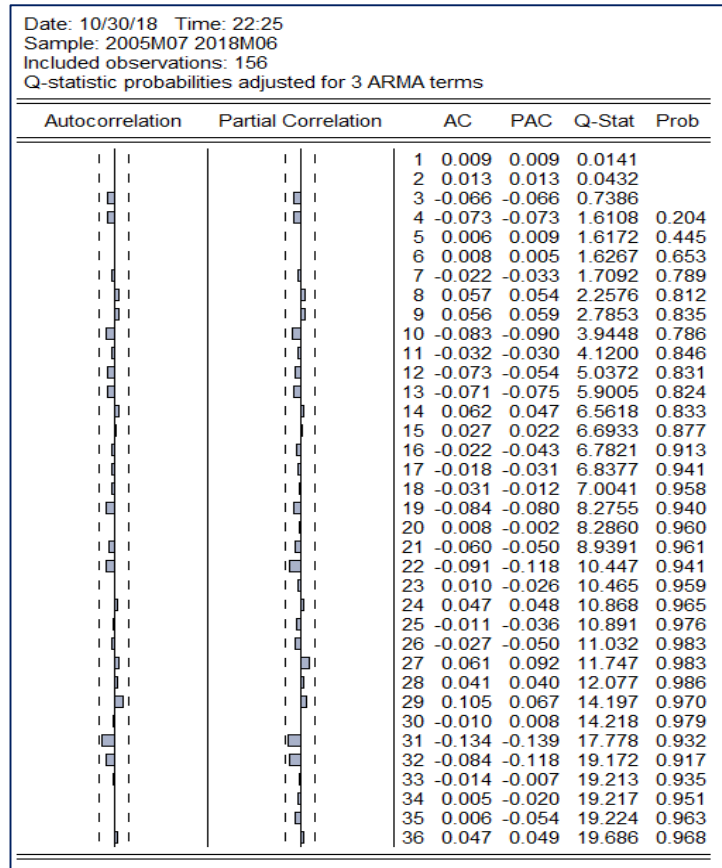 Date: 10/30/18 Time: 22:25
Sample: 2005M07 2018M06
Included observations: 156
Q-statistic probabilities adjusted for 3 ARMA terms
Autocorrelation Partial Correlation AC PAC Q-Stat Prob
1 0.009 0.009 0.0141
2 0.013 0.013 0.0432
3 -0.066 -0.066 0.7386
4 -0.073 -0.073 1.6108 0.204
5 0.006 0.009 1.6172 0.445
6 0.008 0.005 1.6267 0.653
7 -0.022 -0.033 1.7092 0.789
8 0.057 0.054 2.2576 0.812
9 0.056 0.059 2.7853 0.835
10 -0.083 -0.090 3.9448 0.786
11 -0.032 -0.030 4.1200 0.846
12 -0.073 -0.054 5.0372 0.831
13 -0.071 -0.075 5.9005 0.824
14 0.062 0.047 6.5618 0.833
15 0.027 0.022 6.6933 0.877
16 -0.022 -0.043 6.7821 0.913
17 -0.018 -0.031 6.8377 0.941
18 -0.031 -0.012 7.0041 0.958
19 -0.084 -0.080 8.2755 0.940
20 0.008 -0.002 8.2860 0.960
21 -0.060 -0.050 8.9391 0.961
22 -0.091 -0.118 10.447 0.941
23 0.010 -0.026 10.465 0.959
24 0.047 0.048 10.868 0.965
25 -0.011 -0.036 10.891 0.976
26 -0.027 -0.050 11.032 0.983
27 0.061 0.092 11.747 0.983
28 0.041 0.040 12.077 0.986
29 0.105 0.067 14.197 0.970
30 -0.010 0.008 14.218 0.979
31 -0.134 -0.139 17.778 0.932
32 -0.084 -0.118 19.172 0.917
33 -0.014 -0.007 19.213 0.935
34 0.005 -0.020 19.217 0.951
35 0.006 -0.054 19.224 0.963
36 0.047 0.049 19.686 0.968